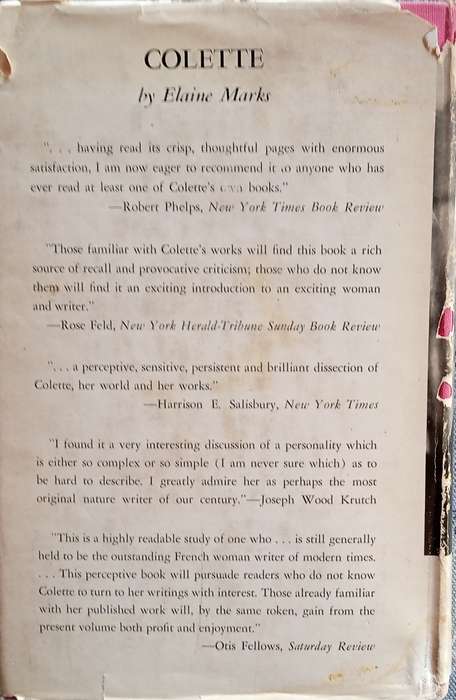 COLETTE
by Elaine Marks
". . . having read its crisp, thoughtful pages with enormous
satisfaction, I am now eager to recommend it to anyone who has
ever read at least one of Colette's own books."
—Robert Phelps, New York Times Book Review
"Those familiar with Colette's works will find this book a rich
source of recall and provocative criticism; those who do not know
them will find it an exciting introduction to an exciting woman
and writer."
—Rose Feld, New York Herald-Tribune Sunday Book Review
". . . a perceptive, sensitive, persistent and brilliant dissection of
Colette, her world and her works."
—Harrison E. Salisbury, New York Times
"I found it a very interesting discussion of a personality which
is either so complex or so simple (I am never sure which) as to
be hard to describe. I greatly admire her as perhaps the most
original nature writer of our century."—Joseph Wood Krutch
"This is a highly readable study of one who . . . is still generally
held to be the outstanding French woman writer of modern times.
. . . This perceptive book will pursuade readers who do not know
Colette to turn to her writings with interest. Those already familiar
with her published work will, by the same token, gain from the
present volume both profit and enjoyment."
—Otis Fellows, Saturday Review